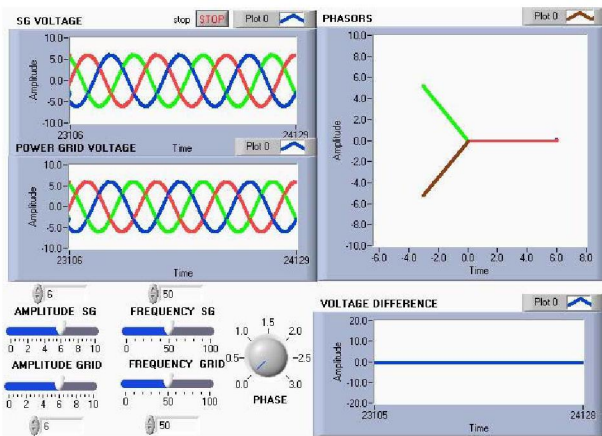 SG VOLTAGE
stop STOP
Plot 0
10.0
5.0
0.0
-5.0
-10.0
Amplitude
23106
24129
Time
POWER GRID VOLTAGE
Plot 0
10.0
5.0
0.0
-5.0
-10.0
Amplitude
23106
24129
Time
PHASORS
Plot 0
10.0
8.0
6.0
4.0
2.0
0.0
-2.0
-4.0
-6.0
-8.0
-10.0
Amplitude
-6.0 -4.0 -2.0 0.0 2.0 4.0 6.0 8.0
Time
6
AMPLITUDE SG
0 2 4 6 8 10
AMPLITUDE GRID
0 2 4 6 8 10
6
50
FREQUENCY SG
0 50 100
FREQUENCY GRID
0 50 100
50
0.0 0.5 1.0 1.5 2.0 2.5 3.0
PHASE
VOLTAGE DIFFERENCE
Plot 0
20.0
10.0
0.0
-10.0
-20.0
Amplitude
23105
24128
Time